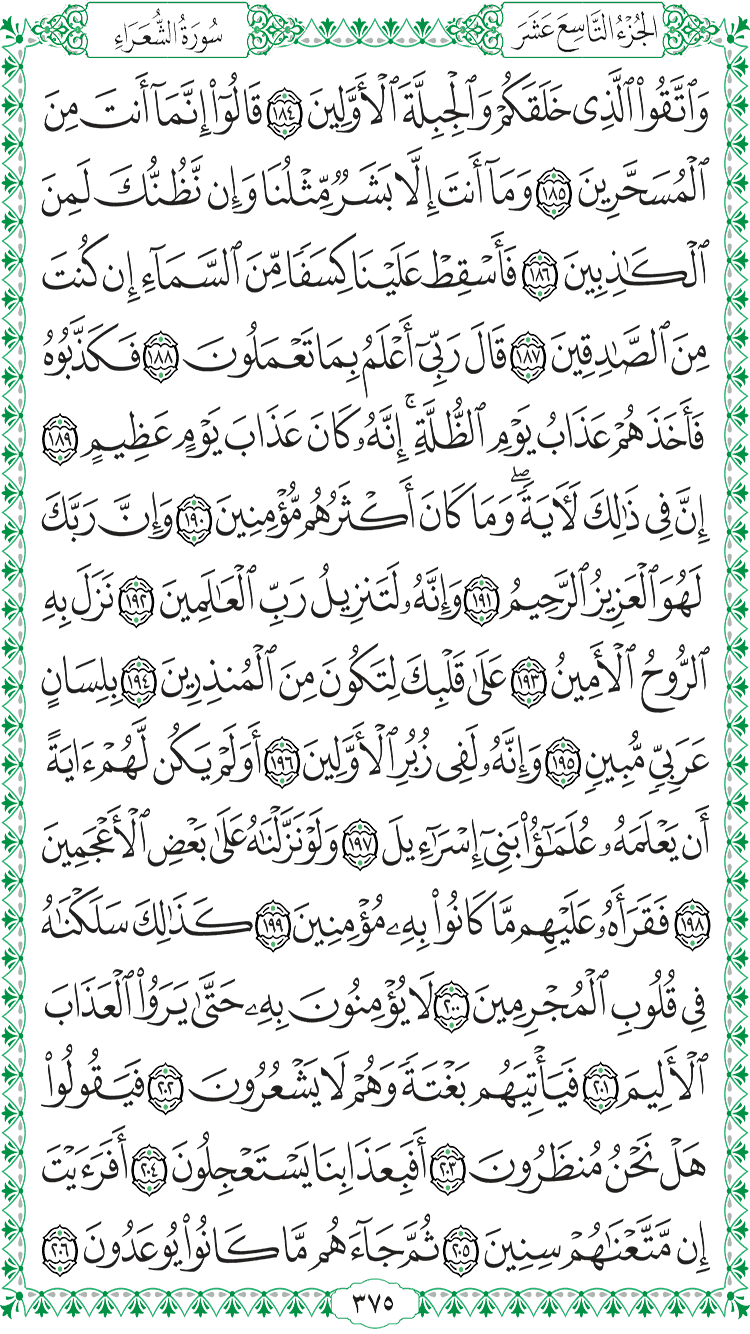 الجُزْءُ التَّاسِعَ عَشَرَ
سُورَةُ الشُّعَرَاءِ
وَٱتَّقُوا۟ ٱلَّذِى خَلَقَكُمْ وَٱلْجِبِلَّةَ ٱلْأَوَّلِينَ ١٨٤ قَالُوٓا۟ إِنَّمَآ أَنتَ مِنَ
ٱلْمُسَحَّرِينَ ١٨٥ وَمَآ أَنتَ إِلَّا بَشَرٌ مِّثْلُنَا وَإِن نَّظُنُّكَ لَمِنَ
ٱلْكَـٰذِبِينَ ١٨٦ فَأَسْقِطْ عَلَيْنَا كِسَفًا مِّنَ ٱلسَّمَآءِ إِن كُنتَ
مِنَ ٱلصَّـٰدِقِينَ ١٨٧ قَالَ رَبِّىٓ أَعْلَمُ بِمَا تَعْمَلُونَ ١٨٨ فَكَذَّبُوهُ
فَأَخَذَهُمْ عَذَابُ يَوْمِ ٱلظُّلَّةِ ۚ إِنَّهُۥ كَانَ عَذَابَ يَوْمٍ عَظِيمٍ ١٨٩
إِنَّ فِى ذَٰلِكَ لَـَٔايَةً ۖ وَمَا كَانَ أَكْثَرُهُم مُّؤْمِنِينَ ١٩٠ وَإِنَّ رَبَّكَ
لَهُوَ ٱلْعَزِيزُ ٱلرَّحِيمُ ١٩١ وَإِنَّهُۥ لَتَنزِيلُ رَبِّ ٱلْعَـٰلَمِينَ ١٩٢ نَزَلَ بِهِ
ٱلرُّوحُ ٱلْأَمِينُ ١٩٣ عَلَىٰ قَلْبِكَ لِتَكُونَ مِنَ ٱلْمُنذِرِينَ ١٩٤ بِلِسَانٍ
عَرَبِىٍّ مُّبِينٍ ١٩٥ وَإِنَّهُۥ لَفِى زُبُرِ ٱلْأَوَّلِينَ ١٩٦ أَوَلَمْ يَكُن لَّهُمْ ءَايَةً
أَن يَعْلَمَهُۥ عُلَمَـٰٓؤُا۟ بَنِىٓ إِسْرَٰٓءِيلَ ١٩٧ وَلَوْ نَزَّلْنَـٰهُ عَلَىٰ بَعْضِ ٱلْأَعْجَمِينَ
١٩٨ فَقَرَأَهُۥ عَلَيْهِم مَّا كَانُوا۟ بِهِۦ مُؤْمِنِينَ ١٩٩ كَذَٰلِكَ سَلَكْنَـٰهُ
فِى قُلُوبِ ٱلْمُجْرِمِينَ ٢٠٠ لَا يُؤْمِنُونَ بِهِۦ حَتَّىٰ يَرَوُا۟ ٱلْعَذَابَ
ٱلْأَلِيمَ ٢٠١ فَيَأْتِيَهُم بَغْتَةً وَهُمْ لَا يَشْعُرُونَ ٢٠٢ فَيَقُولُوا۟
هَلْ نَحْنُ مُنظَرُونَ ٢٠٣ أَفَبِعَذَابِنَا يَسْتَعْجِلُونَ ٢٠٤ أَفَرَءَيْتَ
إِن مَّتَّعْنَـٰهُمْ سِنِينَ ٢٠٥ ثُمَّ جَآءَهُم مَّا كَانُوا۟ يُوعَدُونَ ٢٠٦
٣٧٥